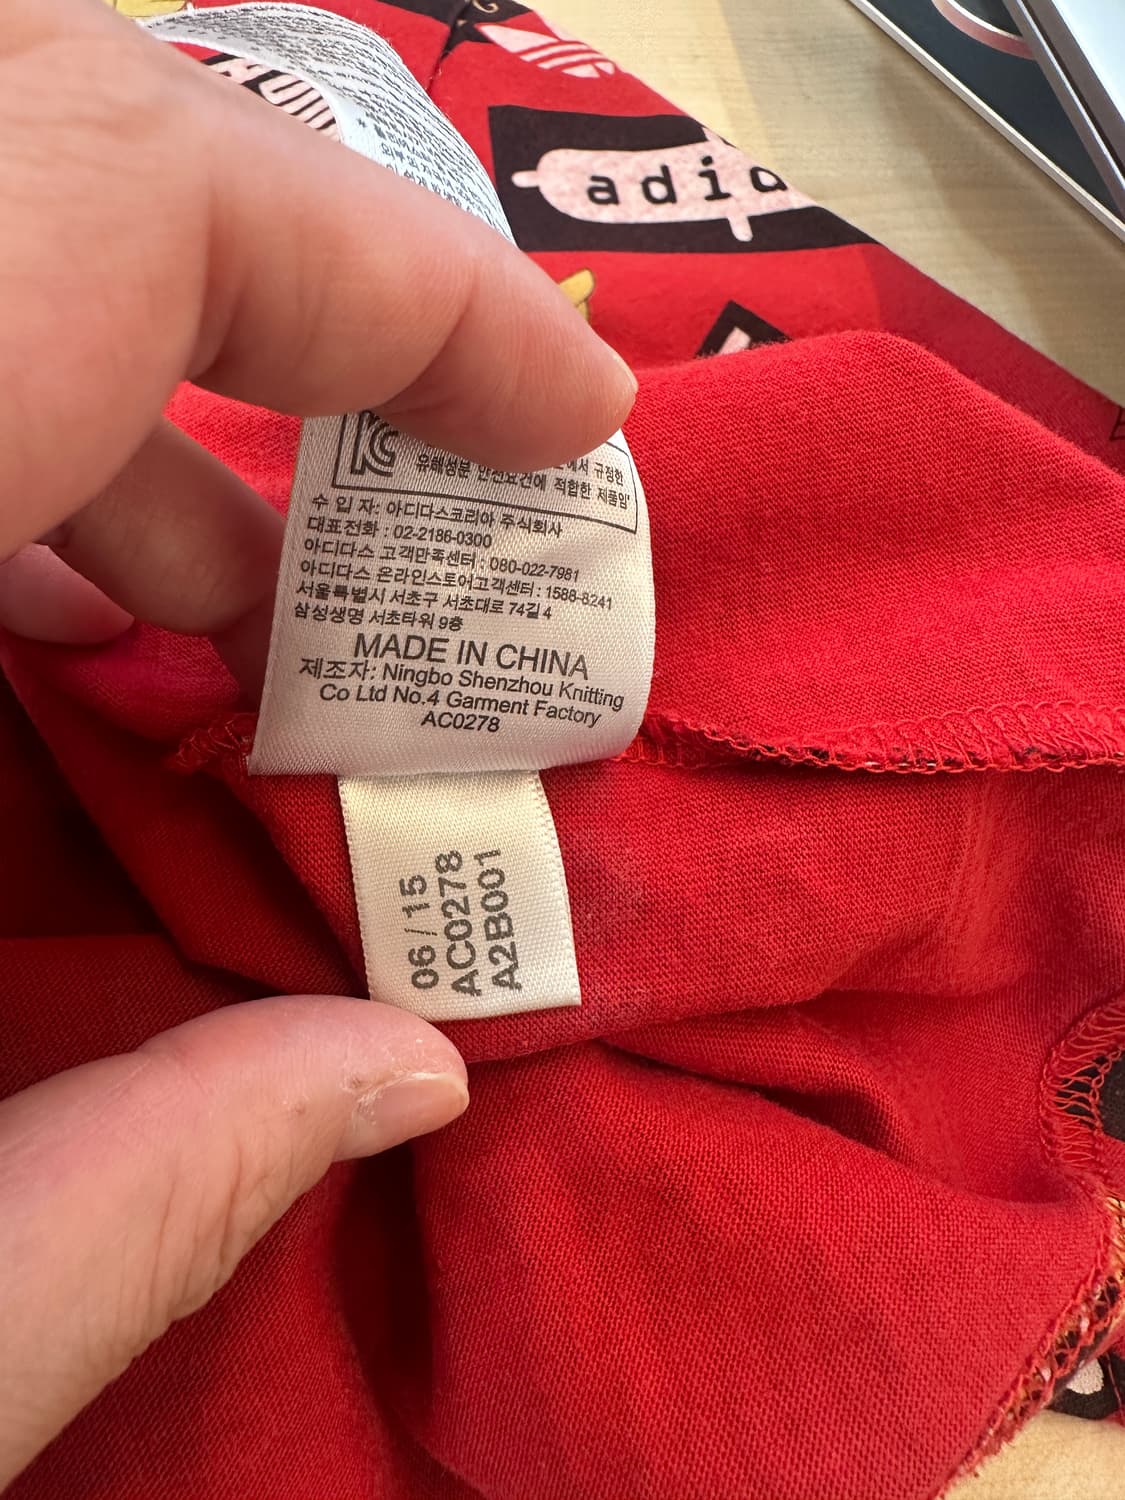 adid
에서 규정한
유해성분 안전요건에 적합한 제품임'
수 입 자: 아디다스코리아 주식회사
대표전화 : 02-2186-0300
아디다스 고객만족센터 : 080-022-7981
아디다스 온라인스토어고객센터 : 1588-8241
서울특별시 서초구 서초대로 74길 4
삼성생명 서초타워 9층
MADE IN CHINA
제조자: Ningbo Shenzhou Knitting
Co Ltd No.4 Garment Factory
AC0278
06/15
AC0278
A2B001